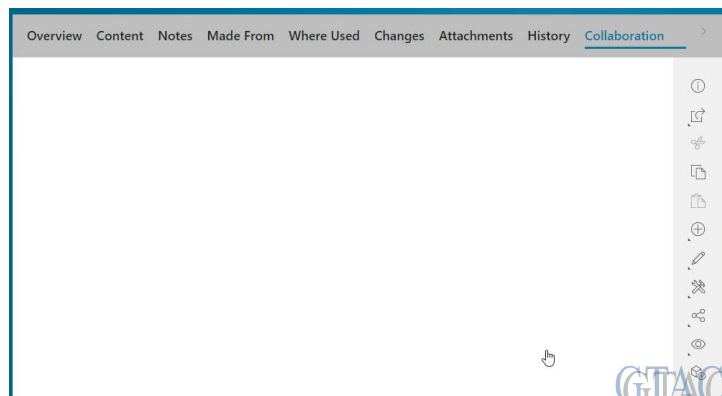 Overview Content Notes Made From Where Used Changes Attachments History Collaboration
GTAC